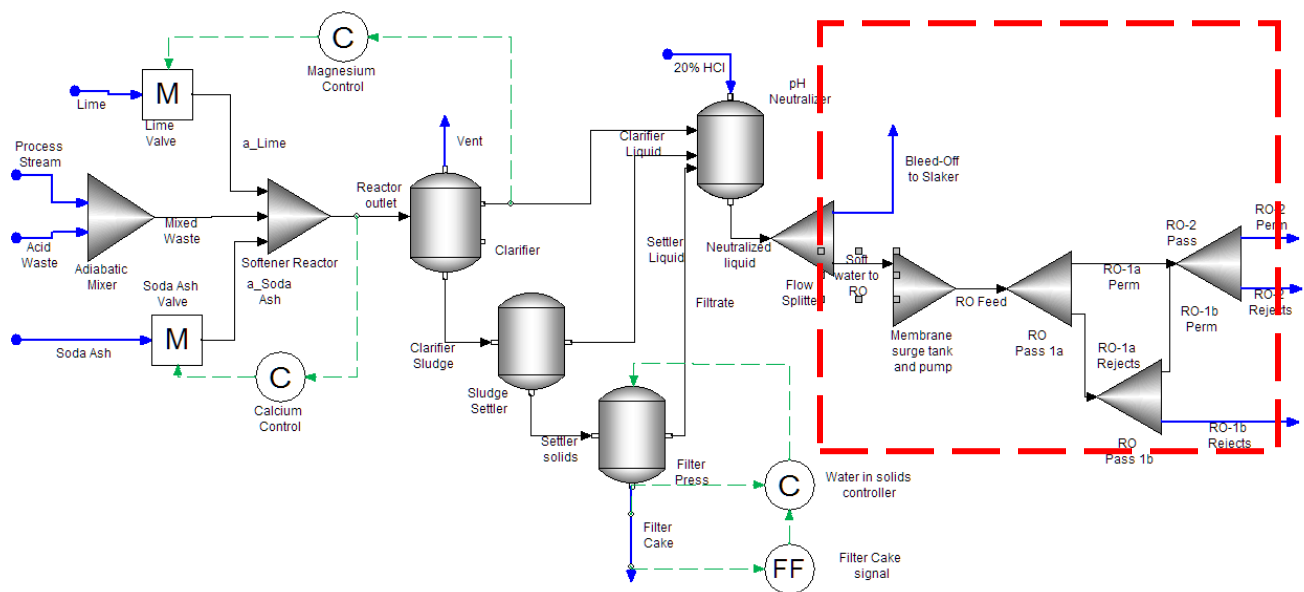 C
Magnesium
Control
M
Lime
Lime
Valve
a_Lime
Process
Stream
Acid
Waste
Adiabatic
Mixer
Mixed
Waste
Softener Reactor
a_Soda
Ash
Soda Ash
Valve
M
Soda Ash
C
Calcium
Control
Reactor
outlet
Vent
Clarifier
Clarifier
Sludge
Sludge
Settler
Settler
solids
Filter
Press
Filter
Cake
C
Water in solids
controller
FF
Filter Cake
signal
20% HCl
pH
Neutralizer
Clarifier
Liquid
Settler
Liquid
Filtrate
Neutralized
liquid
Flow
Splitter
Bleed-Off
to Slaker
Soft
water to
RO
Membrane
surge tank
and pump
RO Feed
RO
Pass 1a
RO-1a
Perm
RO-1a
Rejects
RO
Pass 1b
RO-1b
Perm
RO-1b
Rejects
RO-2
Pass
RO-2
Perm
RO-2
Rejects